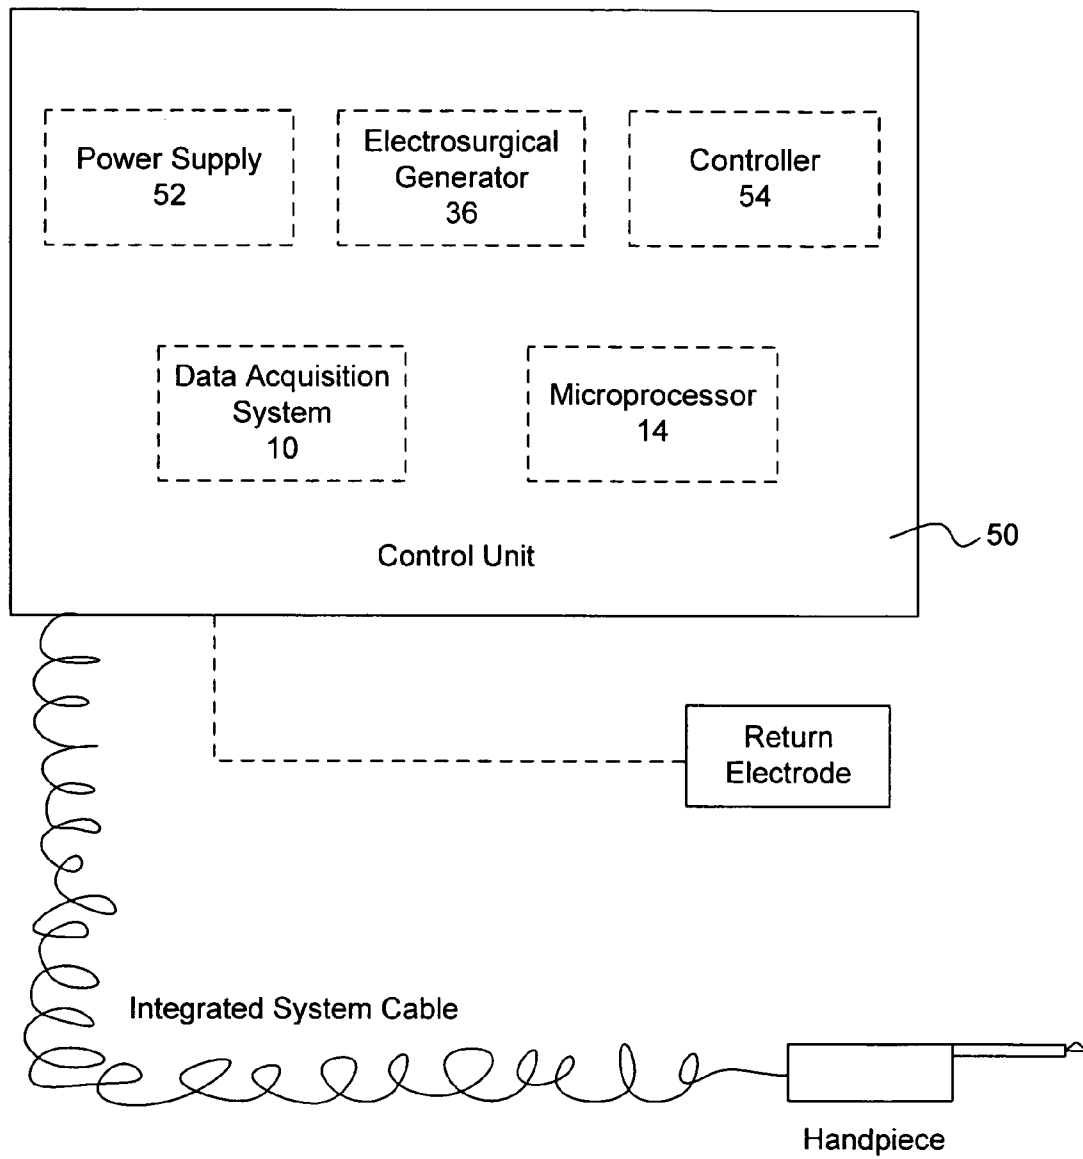 Power Supply
52
Electrosurgical
Generator
36
Controller
54
Data Acquisition
System
10
Microprocessor
14
Control Unit
50
Return
Electrode
Integrated System Cable
Handpiece